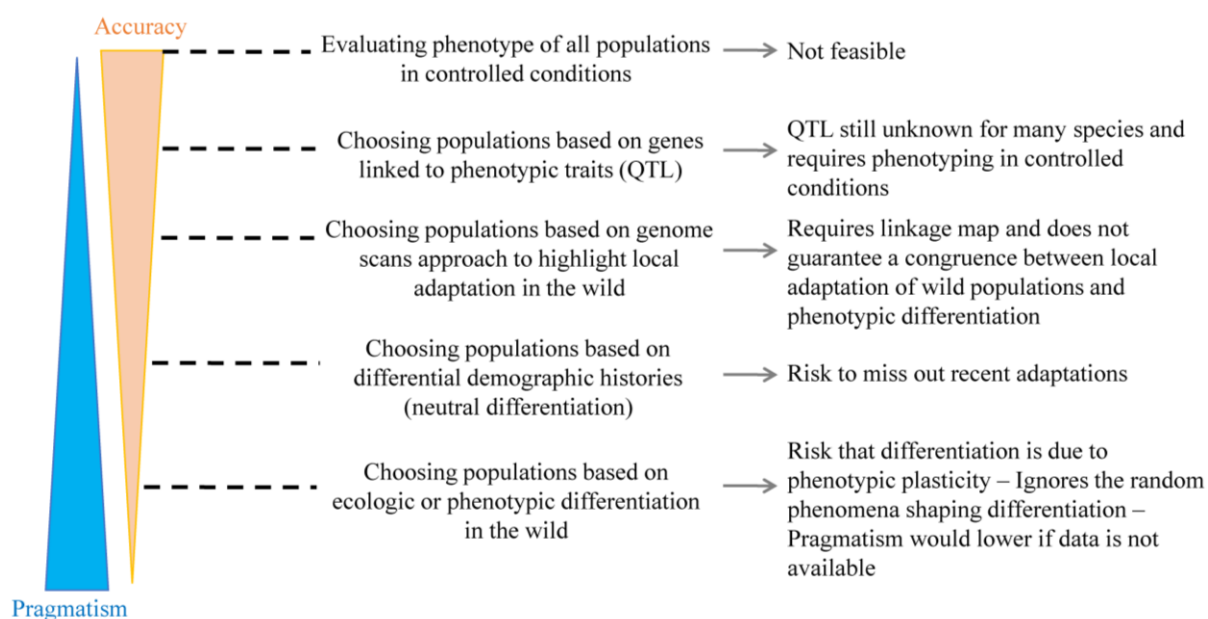 Accuracy
Evaluating phenotype of all populations
in controlled conditions
Not feasible
Choosing populations based on genes
linked to phenotypic traits (QTL)
QTL still unknown for many species and
requires phenotyping in controlled
conditions
Choosing populations based on genome
scans approach to highlight local
adaptation in the wild
Requires linkage map and does not
guarantee a congruence between local
adaptation of wild populations and
phenotypic differentiation
Choosing populations based on
differential demographic histories
(neutral differentiation)
Risk to miss out recent adaptations
Choosing populations based on
ecologic or phenotypic differentiation
in the wild
Risk that differentiation is due to
phenotypic plasticity – Ignores the random
phenomena shaping differentiation –
Pragmatism would lower if data is not
available
Pragmatism